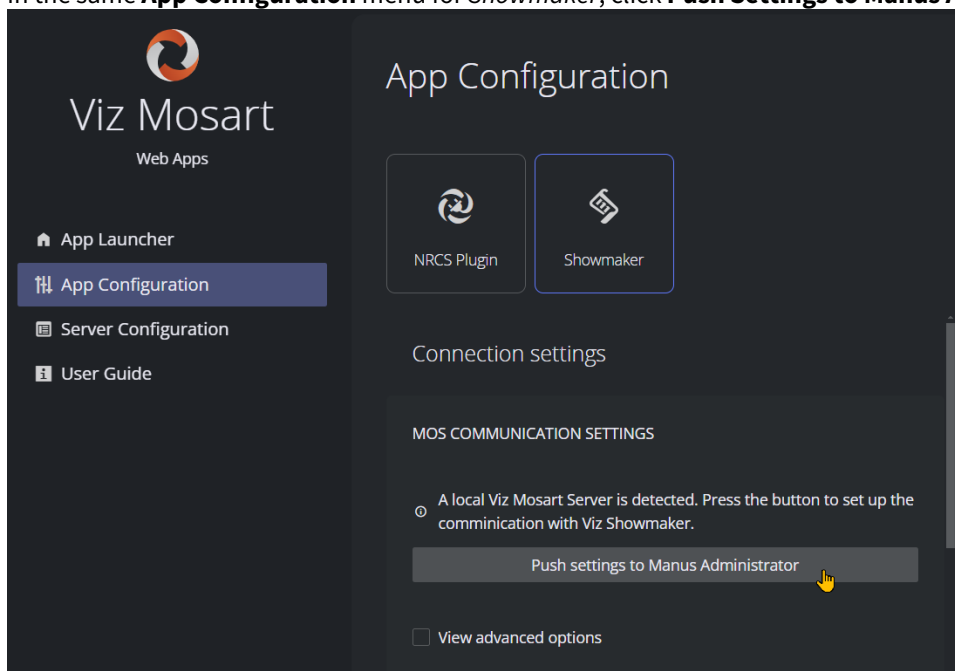 In the same App Configuration menu for Showmaker, click Push Settings to Manus
Viz Mosart
Web Apps
App Launcher
App Configuration
Server Configuration
User Guide
App Configuration
NRCS Plugin
Showmaker
Connection settings
MOS COMMUNICATION SETTINGS
A local Viz Mosart Server is detected. Press the button to set up the
comminication with Viz Showmaker.
Push settings to Manus Administrator
View advanced options